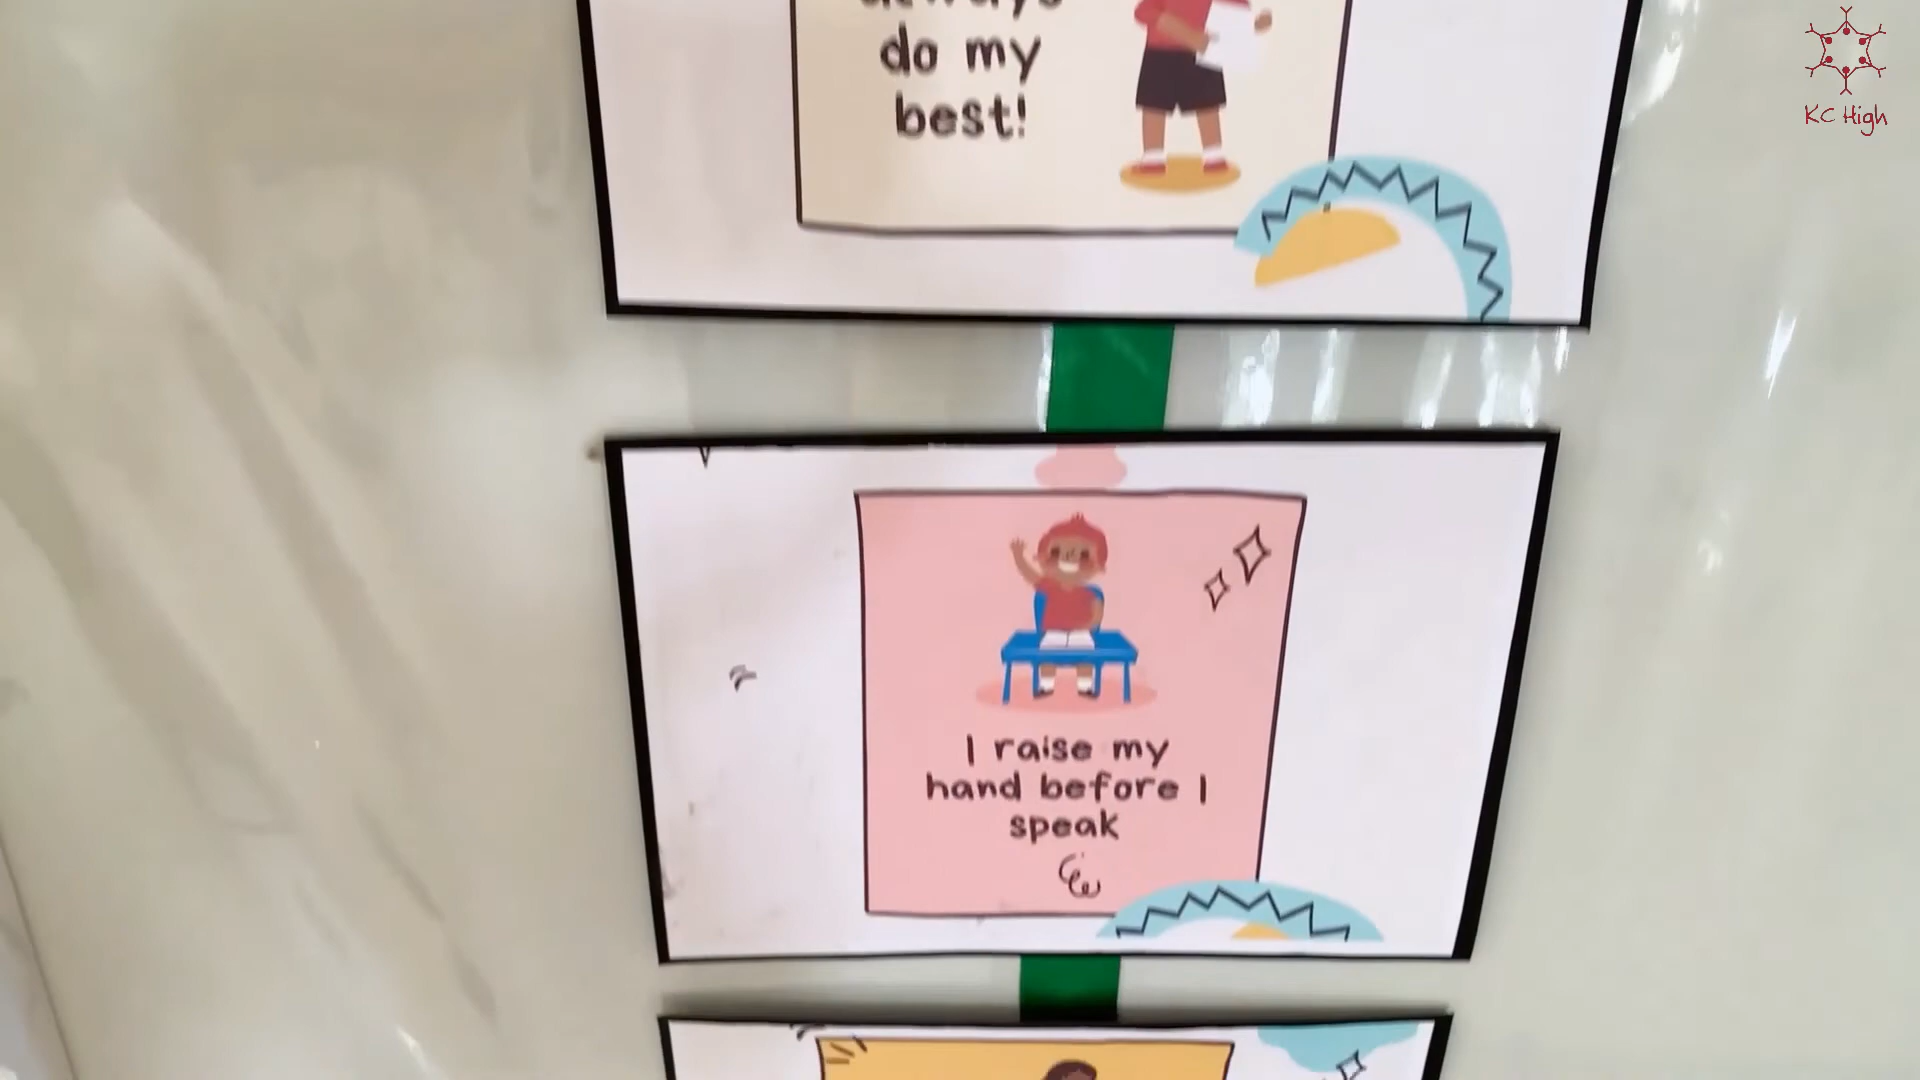 do my
best!
I raise my
hand before I
speak
KC High